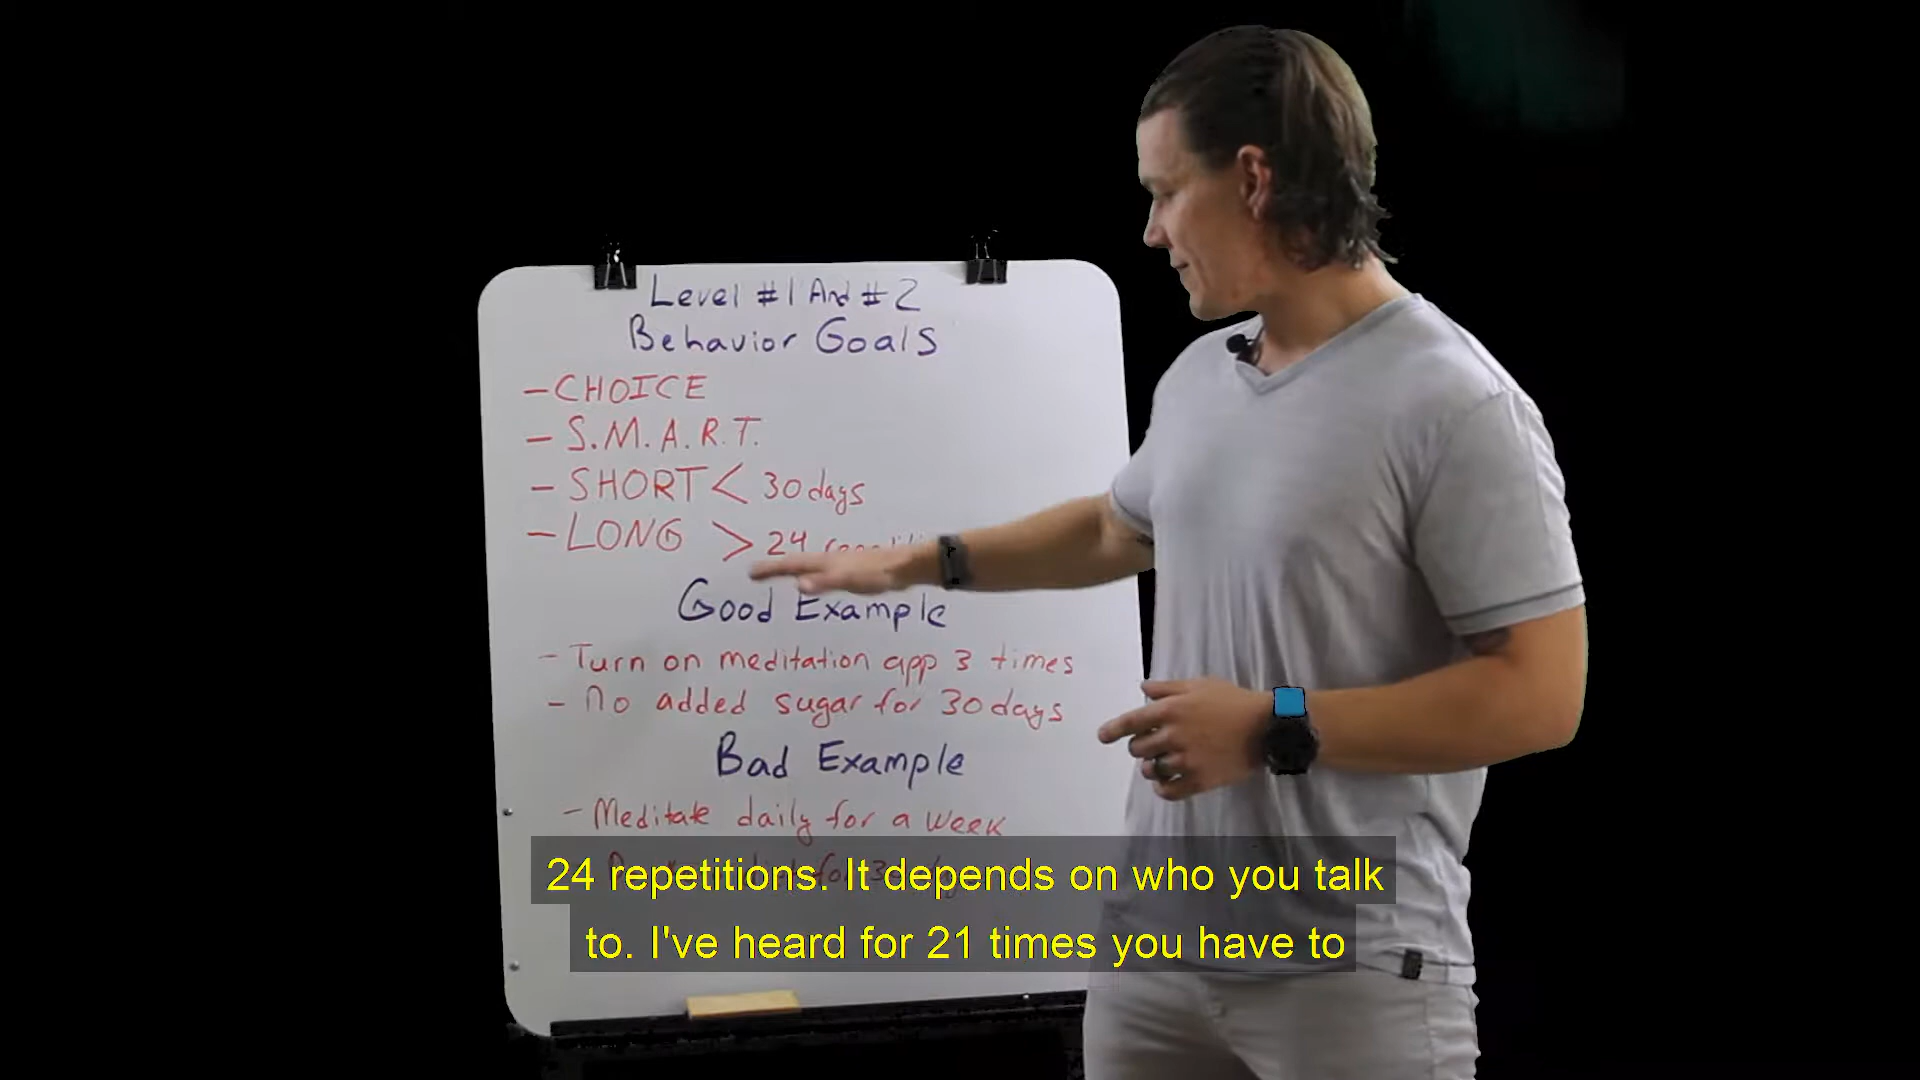 Level #1 And #2
Behavior Goals
- CHOICE
- S.M.A.R.T.
- SHORT < 30 days
- LONG > 24
Good Example
- Turn on meditation app 3 times
- No added sugar for 30 days
Bad Example
- Meditate daily for a week
24 repetitions. It depends on who you talk
to. I've heard for 21 times you have to